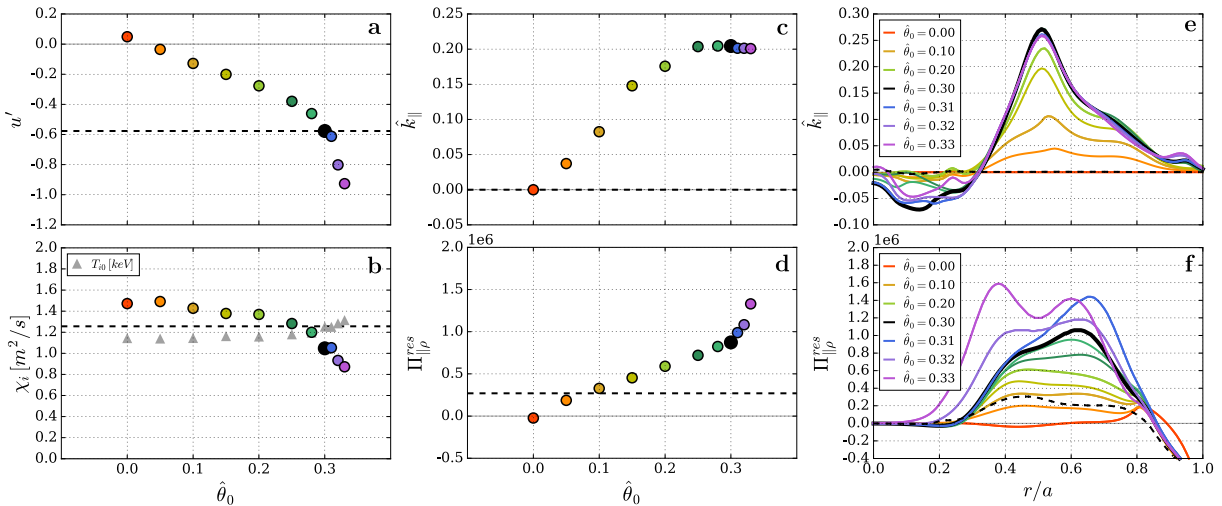 a
0.2
0.0
-0.2
-0.4
-0.6
-0.8
-1.0
-1.2
u′
c
0.25
0.20
0.15
0.10
0.05
0.00
-0.05
k̂∥
e
0.30
0.25
0.20
0.15
0.10
0.05
0.00
-0.05
-0.10
k̂∥
θ̂₀ = 0.00
θ̂₀ = 0.10
θ̂₀ = 0.20
θ̂₀ = 0.30
θ̂₀ = 0.31
θ̂₀ = 0.32
θ̂₀ = 0.33
b
T_{i0} [keV]
2.0
1.8
1.6
1.4
1.2
1.0
0.8
0.6
0.4
0.2
0.0
χ_i [m²/s]
0.0 0.1 0.2 0.3
θ̂₀
d
1e6
2.0
1.5
1.0
0.5
0.0
-0.5
Π^{res}_{∥ρ}
0.0 0.1 0.2 0.3
θ̂₀
f
1e6
2.0
1.8
1.6
1.4
1.2
1.0
0.8
0.6
0.4
0.2
0.0
-0.2
-0.4
Π^{res}_{∥ρ}
θ̂₀ = 0.00
θ̂₀ = 0.10
θ̂₀ = 0.20
θ̂₀ = 0.30
θ̂₀ = 0.31
θ̂₀ = 0.32
θ̂₀ = 0.33
0.0 0.2 0.4 0.6 0.8 1.0
r/a